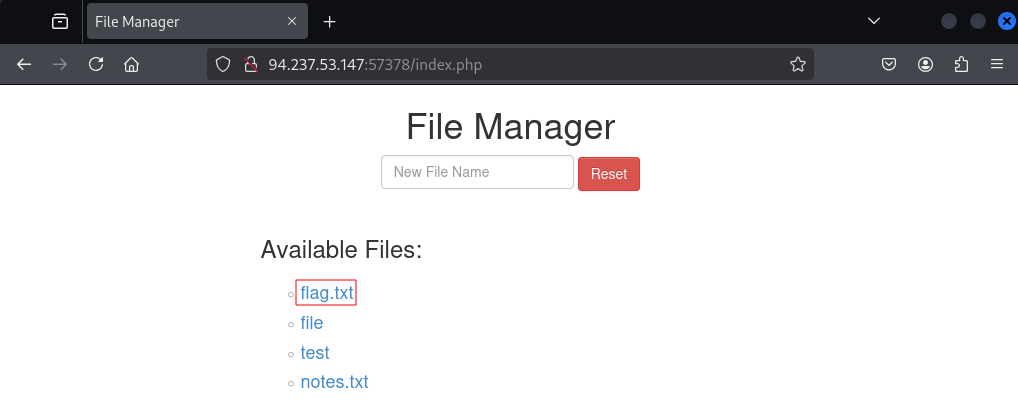 File Manager
94.237.53.147:57378/index.php
File Manager
New File Name
Reset
Available Files:
flag.txt
file
test
notes.txt